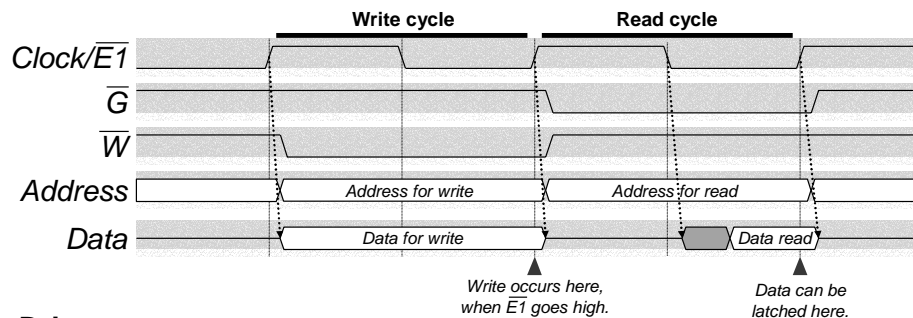 Write cycle Read cycle
Clock/E1
G
W
Address Address for write Address for read
Data Data for write Data read
Write occurs here,
when E1 goes high.
Data can be
latched here.